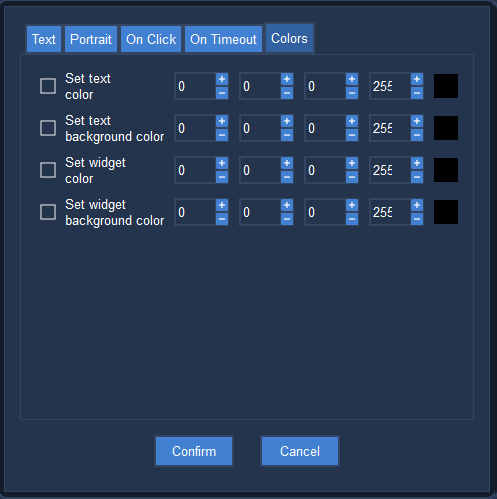 Text Portrait On Click On Timeout Colors
Set text
color
0 + − 0 + − 0 + − 255 + −
Set text
background color
0 + − 0 + − 0 + − 255 + −
Set widget
color
0 + − 0 + − 0 + − 255 + −
Set widget
background color
0 + − 0 + − 0 + − 255 + −
Confirm Cancel